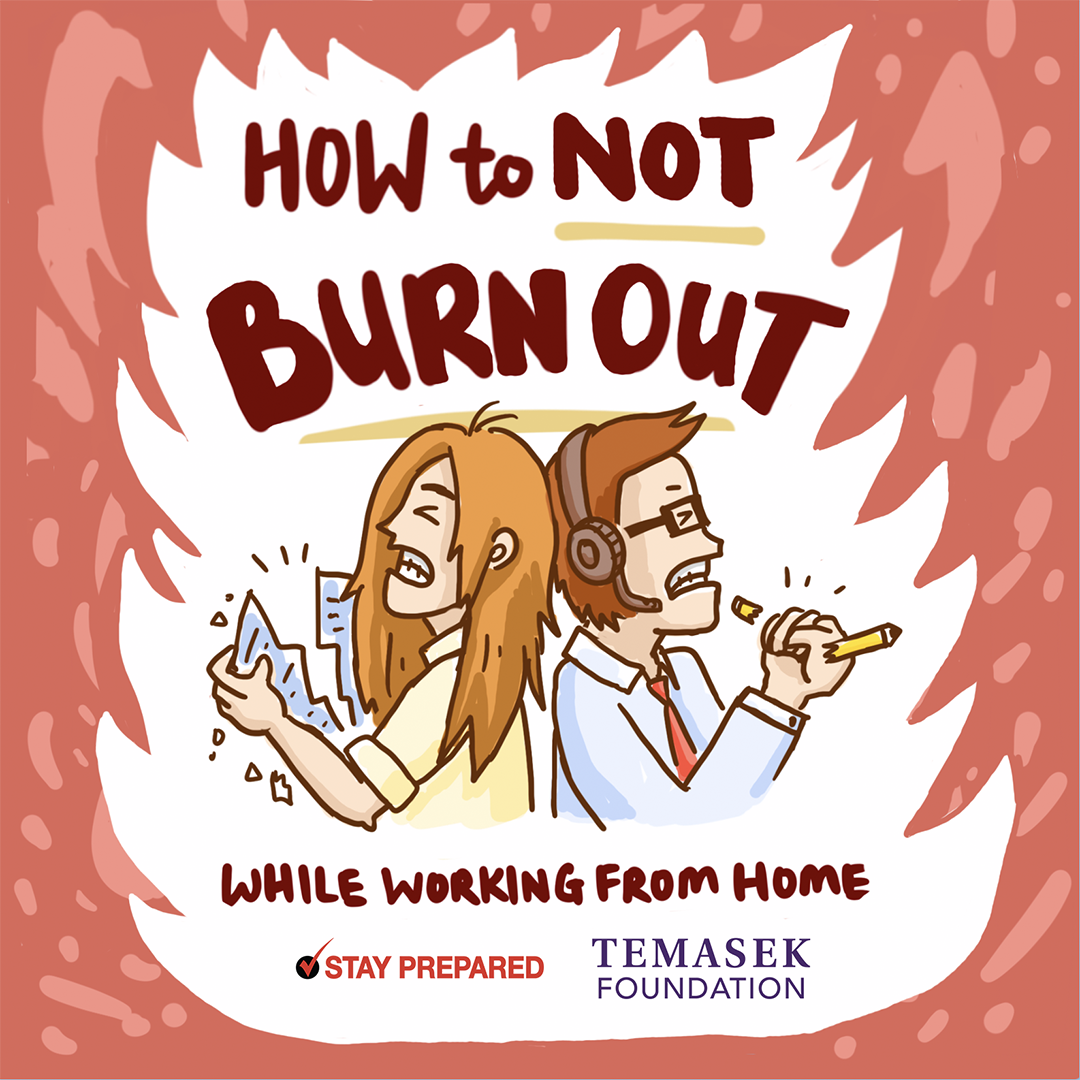 HOW to NOT
BURN OUT
WHILE WORKING FROM HOME
STAY PREPARED
TEMASEK
FOUNDATION